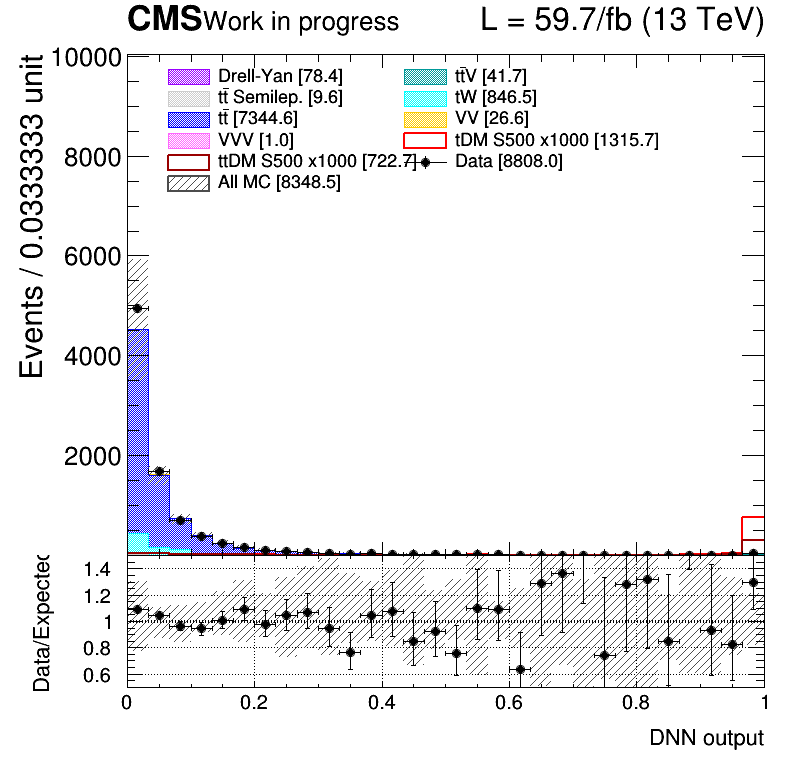 CMS Work in progress L = 59.7/fb (13 TeV)
Events / 0.0333333 unit
10000
8000
6000
4000
2000
Drell-Yan [78.4] tt̄V [41.7]
tt̄ Semilep. [9.6] tW [846.5]
tt̄ [7344.6] VV [26.6]
VVV [1.0] tDM S500 x1000 [1315.7]
ttDM S500 x1000 [722.7] Data [8808.0]
All MC [8348.5]
Data/Expected
1.4
1.2
1
0.8
0.6
0 0.2 0.4 0.6 0.8 1
DNN output